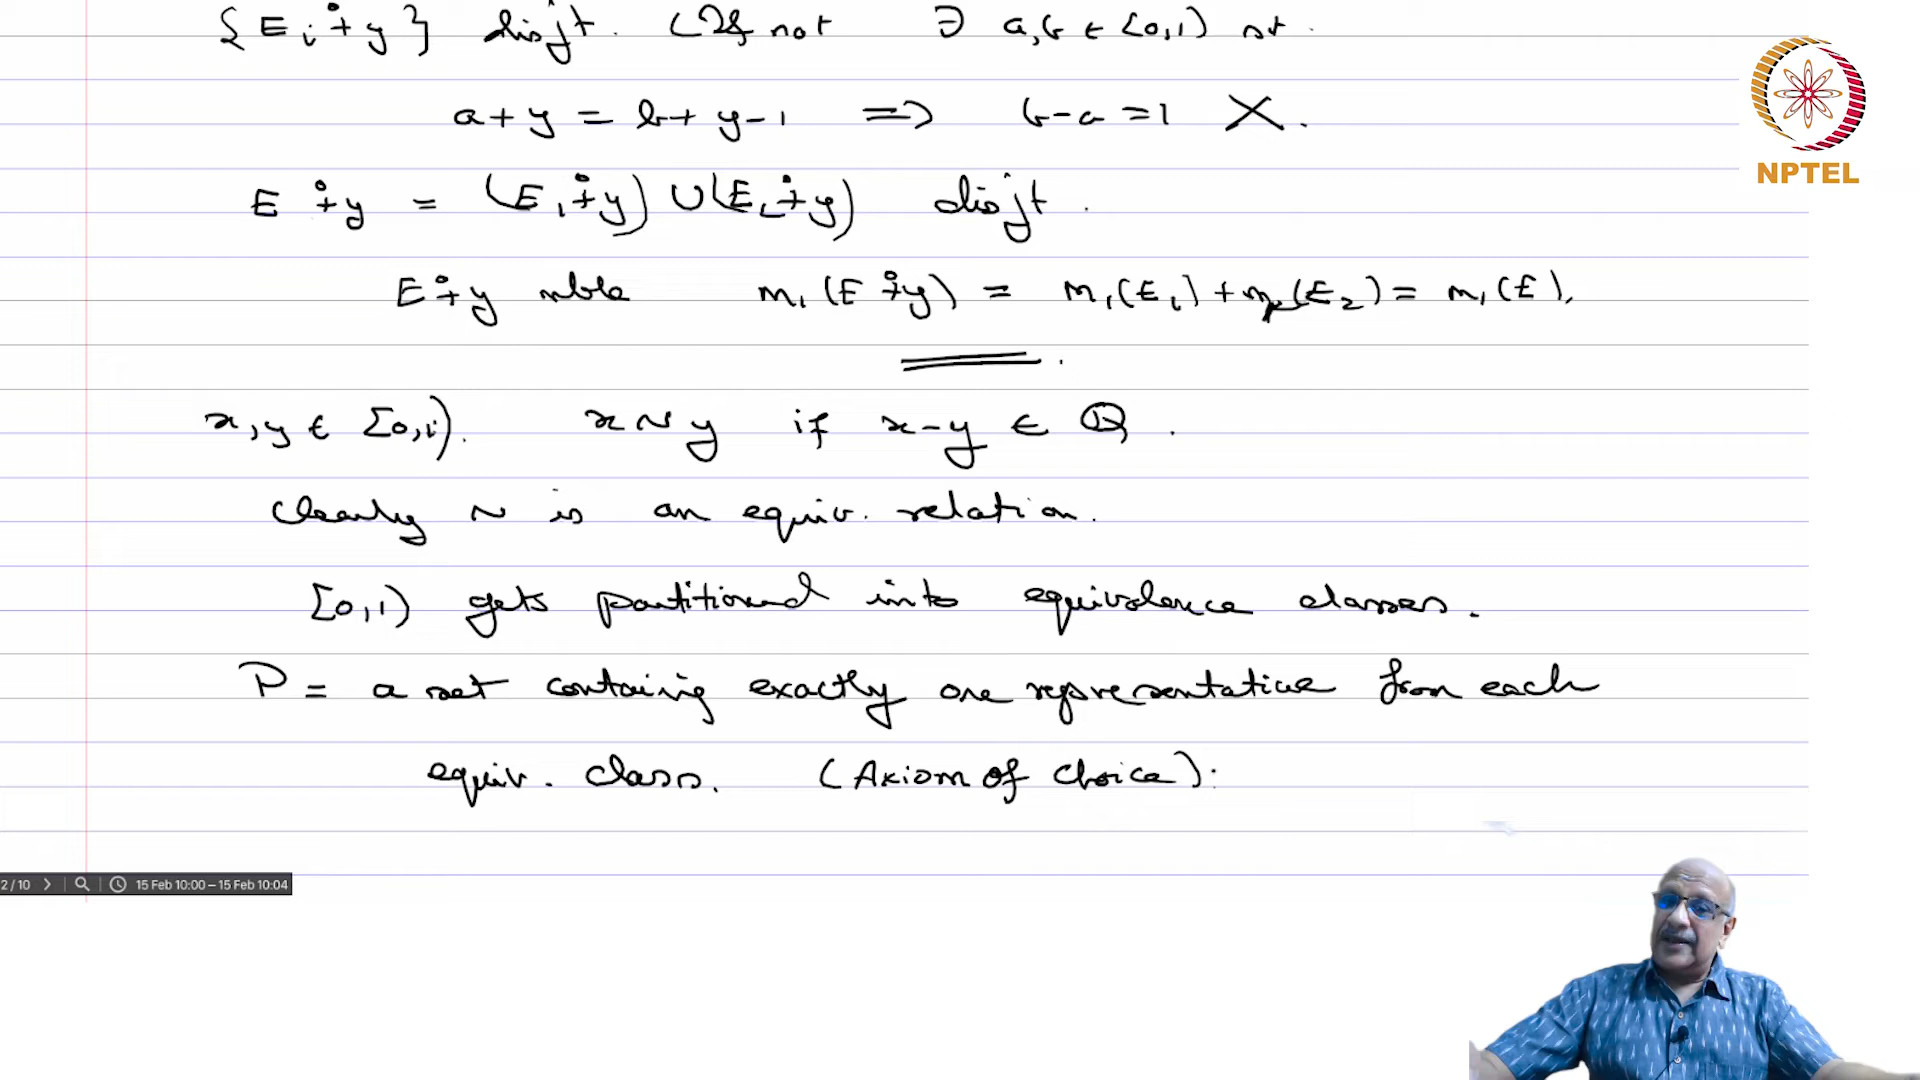 {E_i ∔ y} disjt. (If not ∃ a, b ∈ [0,1) st.
a+y = b+y-1 ⇒ b-a = 1 X.
E ∔ y = (E_1 ∔ y) ∪ (E_2 ∔ y) disjt.
E ∔ y mble m_1(E ∔ y) = m_1(E_1) + m_1(E_2) = m_1(E).
x, y ∈ [0,1). x ~ y if x-y ∈ ℚ.
Clearly ~ is an equiv. relation.
[0,1) gets partitioned into equivalence classes.
P = a set containing exactly one representative from each
equiv. class. (Axiom of Choice):
NPTEL
2 / 10 15 Feb 10:00 – 15 Feb 10:04